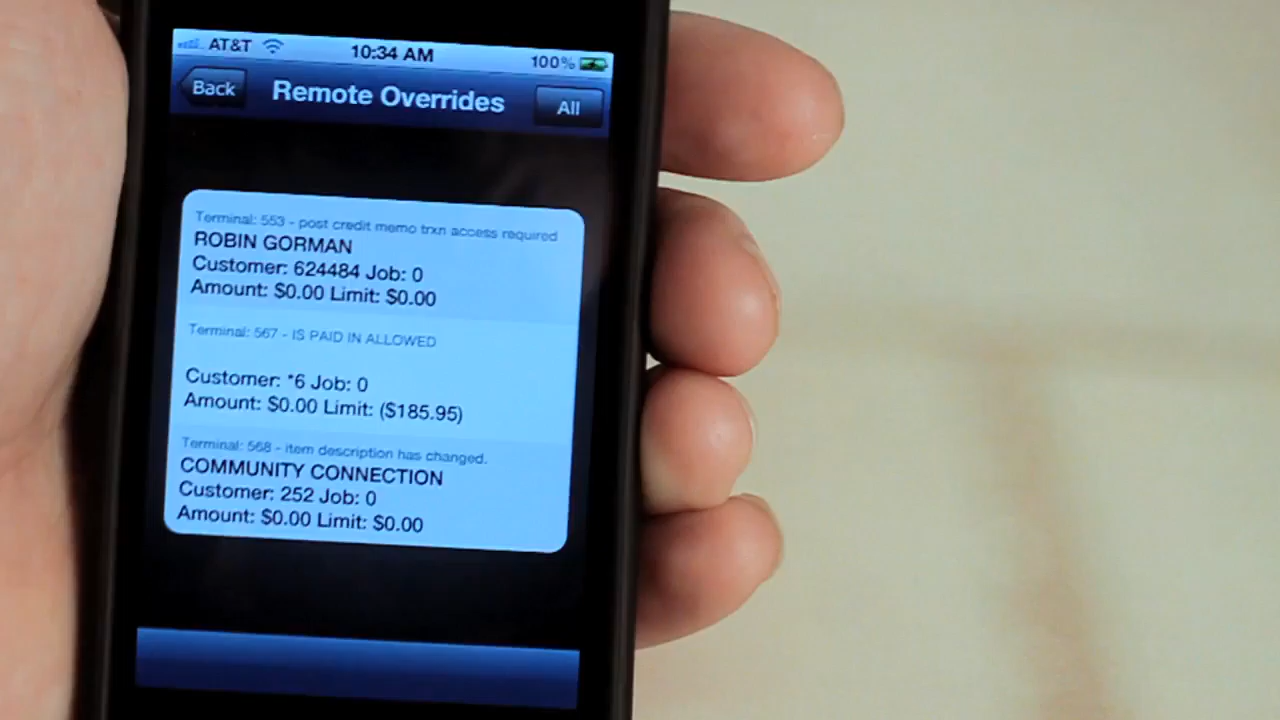 AT&T 10:34 AM 100%
Back Remote Overrides All
Terminal: 553 - post credit memo trxn access required
ROBIN GORMAN
Customer: 624484 Job: 0
Amount: $0.00 Limit: $0.00
Terminal: 567 - IS PAID IN ALLOWED
Customer: *6 Job: 0
Amount: $0.00 Limit: ($185.95)
Terminal: 568 - item description has changed.
COMMUNITY CONNECTION
Customer: 252 Job: 0
Amount: $0.00 Limit: $0.00